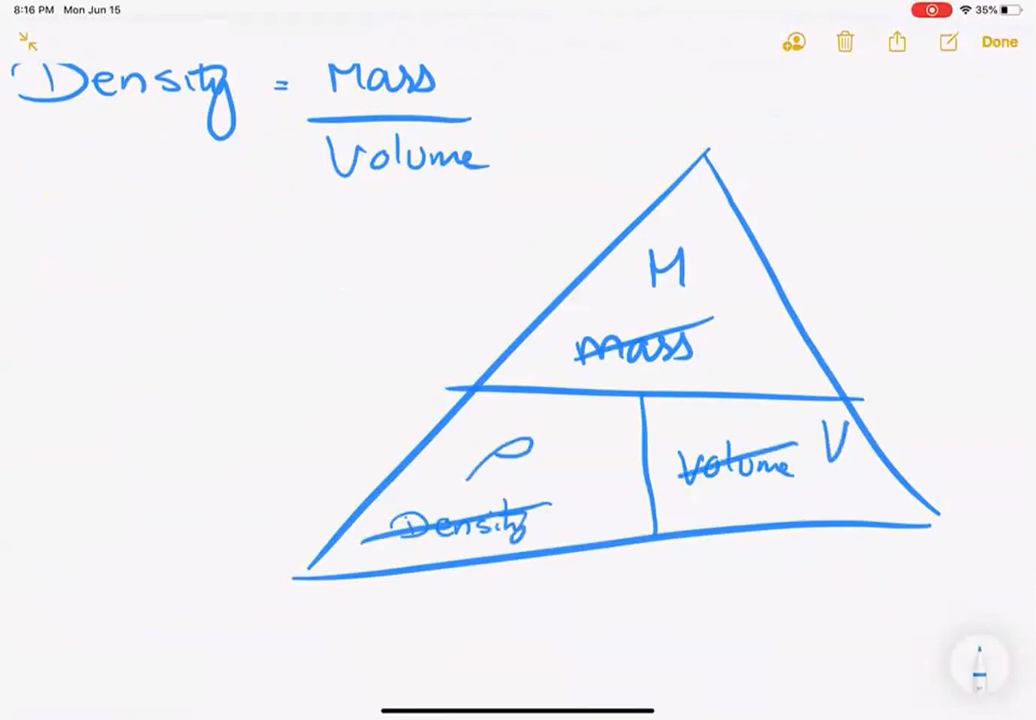 8:16 PM Mon Jun 15
35%
Done
Density = Mass
Volume
M
mass
ρ
Density
Volume V